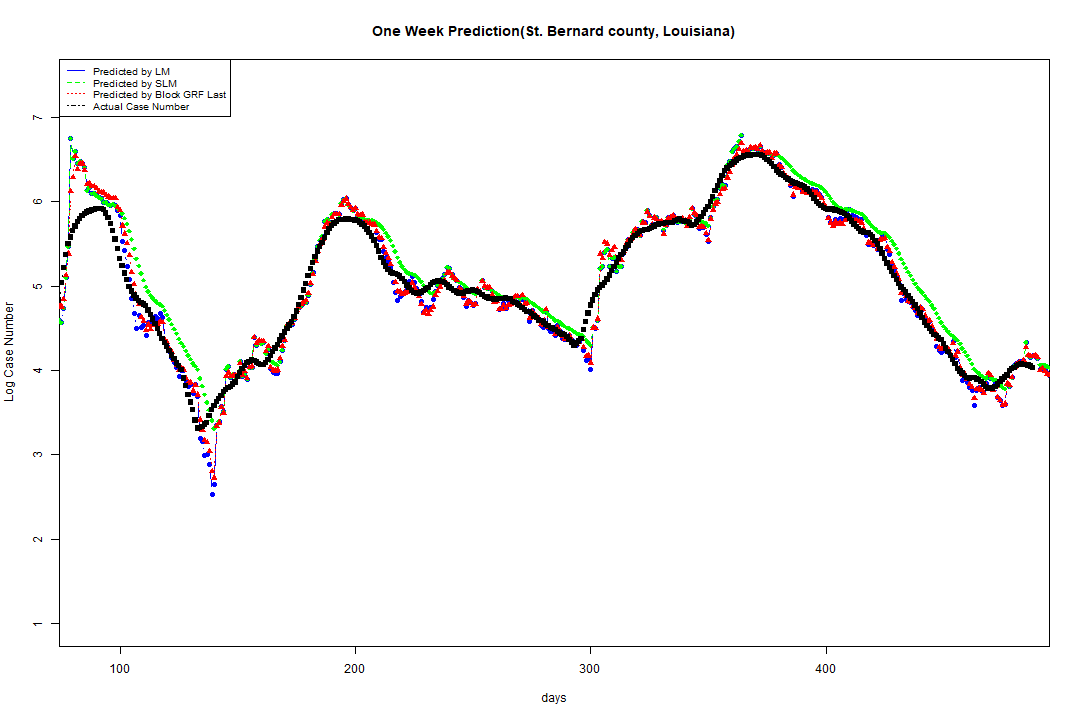 One Week Prediction(St. Bernard county, Louisiana)
Predicted by LM
Predicted by SLM
Predicted by Block GRF Last
Actual Case Number
7
6
5
4
3
2
1
Log Case Number
100 200 300 400
days